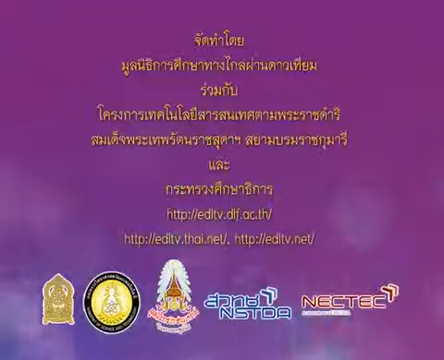 จัดทำโดย
มูลนิธิการศึกษาทางไกลผ่านดาวเทียม
ร่วมกับ
โครงการเทคโนโลยีสารสนเทศตามพระราชดำริ
สมเด็จพระเทพรัตนราชสุดาฯ สยามบรมราชกุมารี
และ
กระทรวงศึกษาธิการ
http://edltv.dlf.ac.th/
http://edltv.thai.net/, http://edltv.net/
สวทช
NSTDA
NECTEC